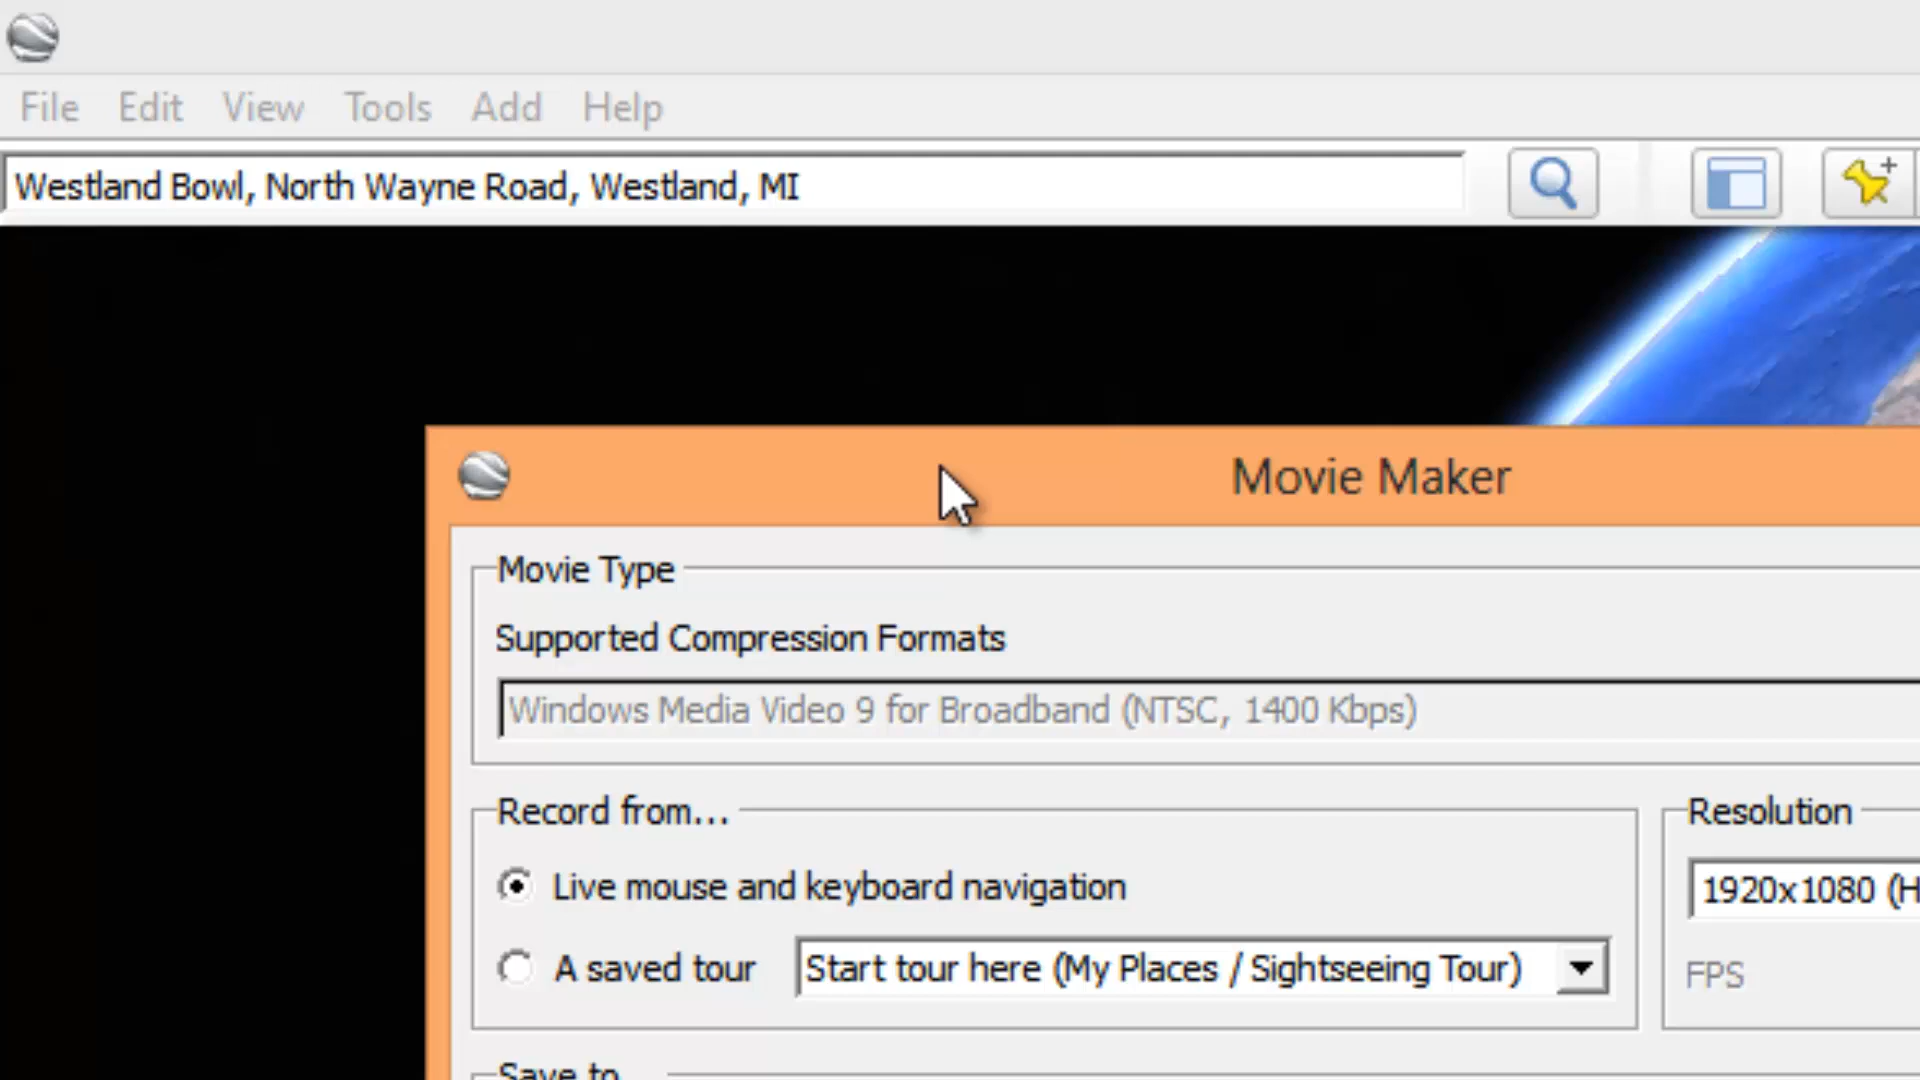 File Edit View Tools Add Help
Westland Bowl, North Wayne Road, Westland, MI
Movie Maker
Movie Type
Supported Compression Formats
Windows Media Video 9 for Broadband (NTSC, 1400 Kbps)
Record from...
Resolution
Live mouse and keyboard navigation
1920x1080 (H
A saved tour
Start tour here (My Places / Sightseeing Tour)
FPS
Save to